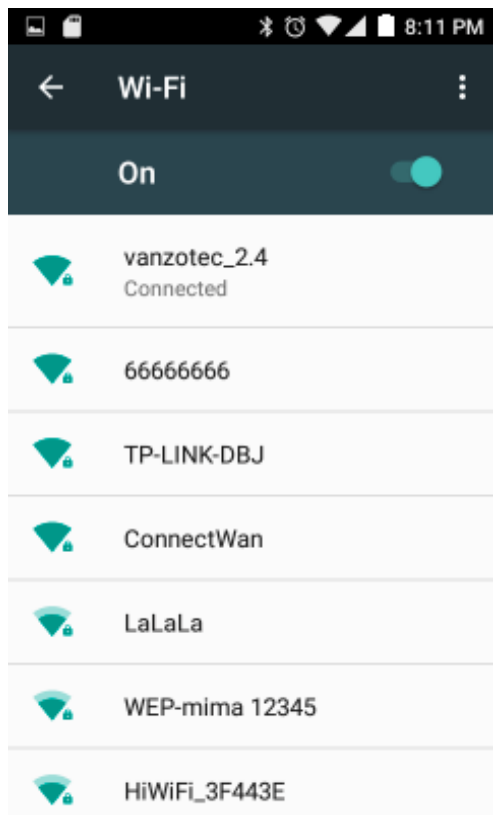 8:11 PM
Wi-Fi
On
vanzotec_2.4
Connected
66666666
TP-LINK-DBJ
ConnectWan
LaLaLa
WEP-mima 12345
HiWiFi_3F443E